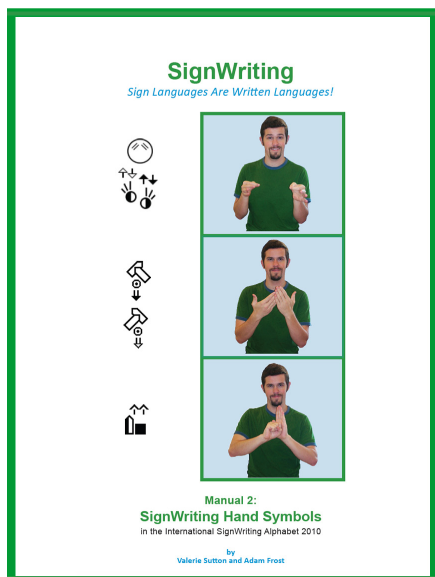 SignWriting
Sign Languages Are Written Languages!
Manual 2:
SignWriting Hand Symbols
in the International SignWriting Alphabet 2010
by
Valerie Sutton and Adam Frost